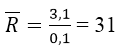 R̅ = 3,1/0,1 = 31